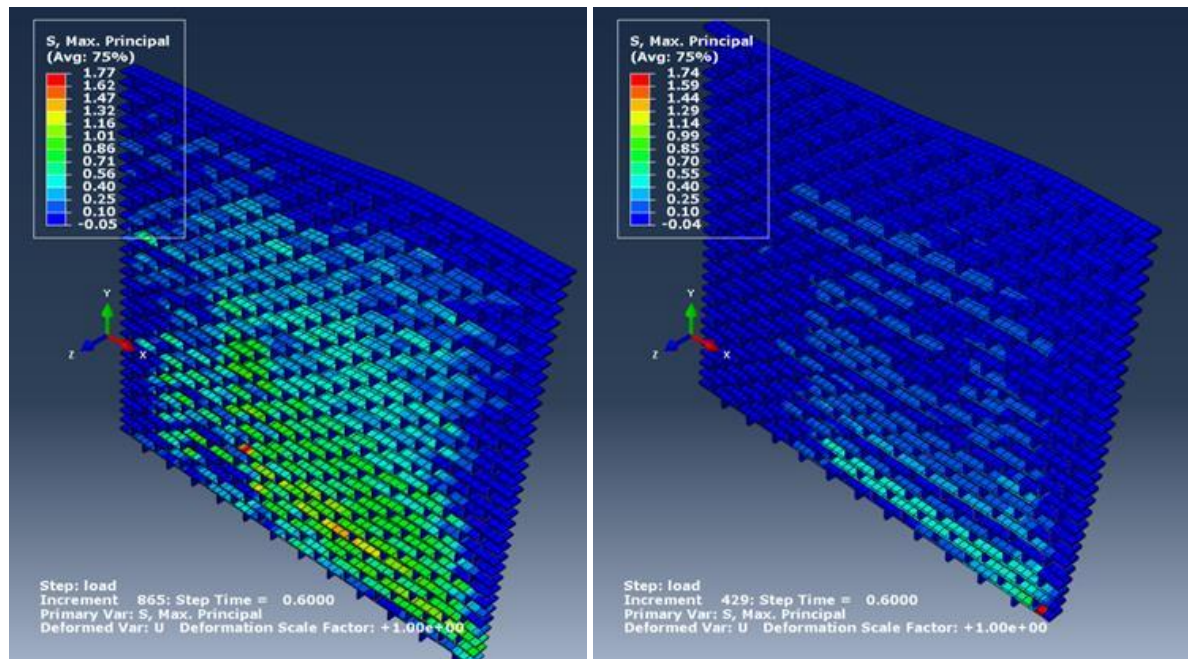 S, Max. Principal
(Avg: 75%)
1.77
1.62
1.47
1.32
1.16
1.01
0.86
0.71
0.56
0.40
0.25
0.10
-0.05
Y
Z
X
Step: load
Increment 865: Step Time = 0.6000
Primary Var: S, Max. Principal
Deformed Var: U Deformation Scale Factor: +1.00e+00
S, Max. Principal
(Avg: 75%)
1.74
1.59
1.44
1.29
1.14
0.99
0.85
0.70
0.55
0.40
0.25
0.10
-0.04
Y
Z
X
Step: load
Increment 429: Step Time = 0.6000
Primary Var: S, Max. Principal
Deformed Var: U Deformation Scale Factor: +1.00e+00